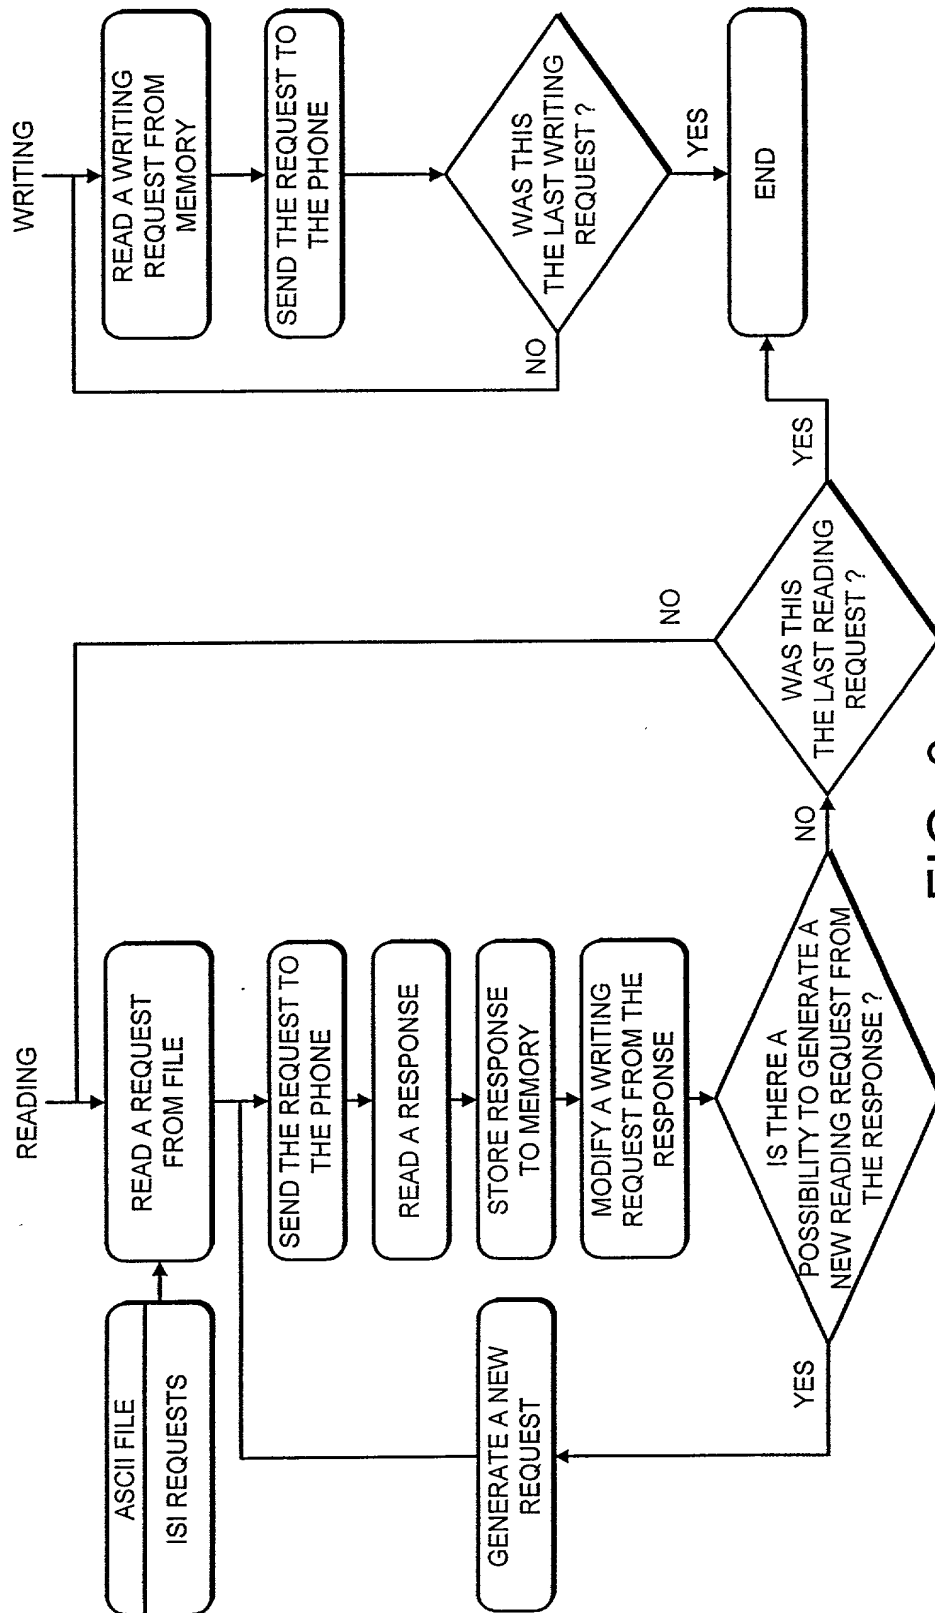 READING
ASCII FILE
ISI REQUESTS
READ A REQUEST
FROM FILE
SEND THE REQUEST TO
THE PHONE
READ A RESPONSE
STORE RESPONSE
TO MEMORY
MODIFY A WRITING
REQUEST FROM THE
RESPONSE
GENERATE A NEW
REQUEST
IS THERE A
POSSIBILITY TO GENERATE A
NEW READING REQUEST FROM
THE RESPONSE ?
YES
NO
WAS THIS
THE LAST READING
REQUEST ?
NO
YES
WRITING
READ A WRITING
REQUEST FROM
MEMORY
SEND THE REQUEST TO
THE PHONE
WAS THIS
THE LAST WRITING
REQUEST ?
NO
YES
END
FIG.